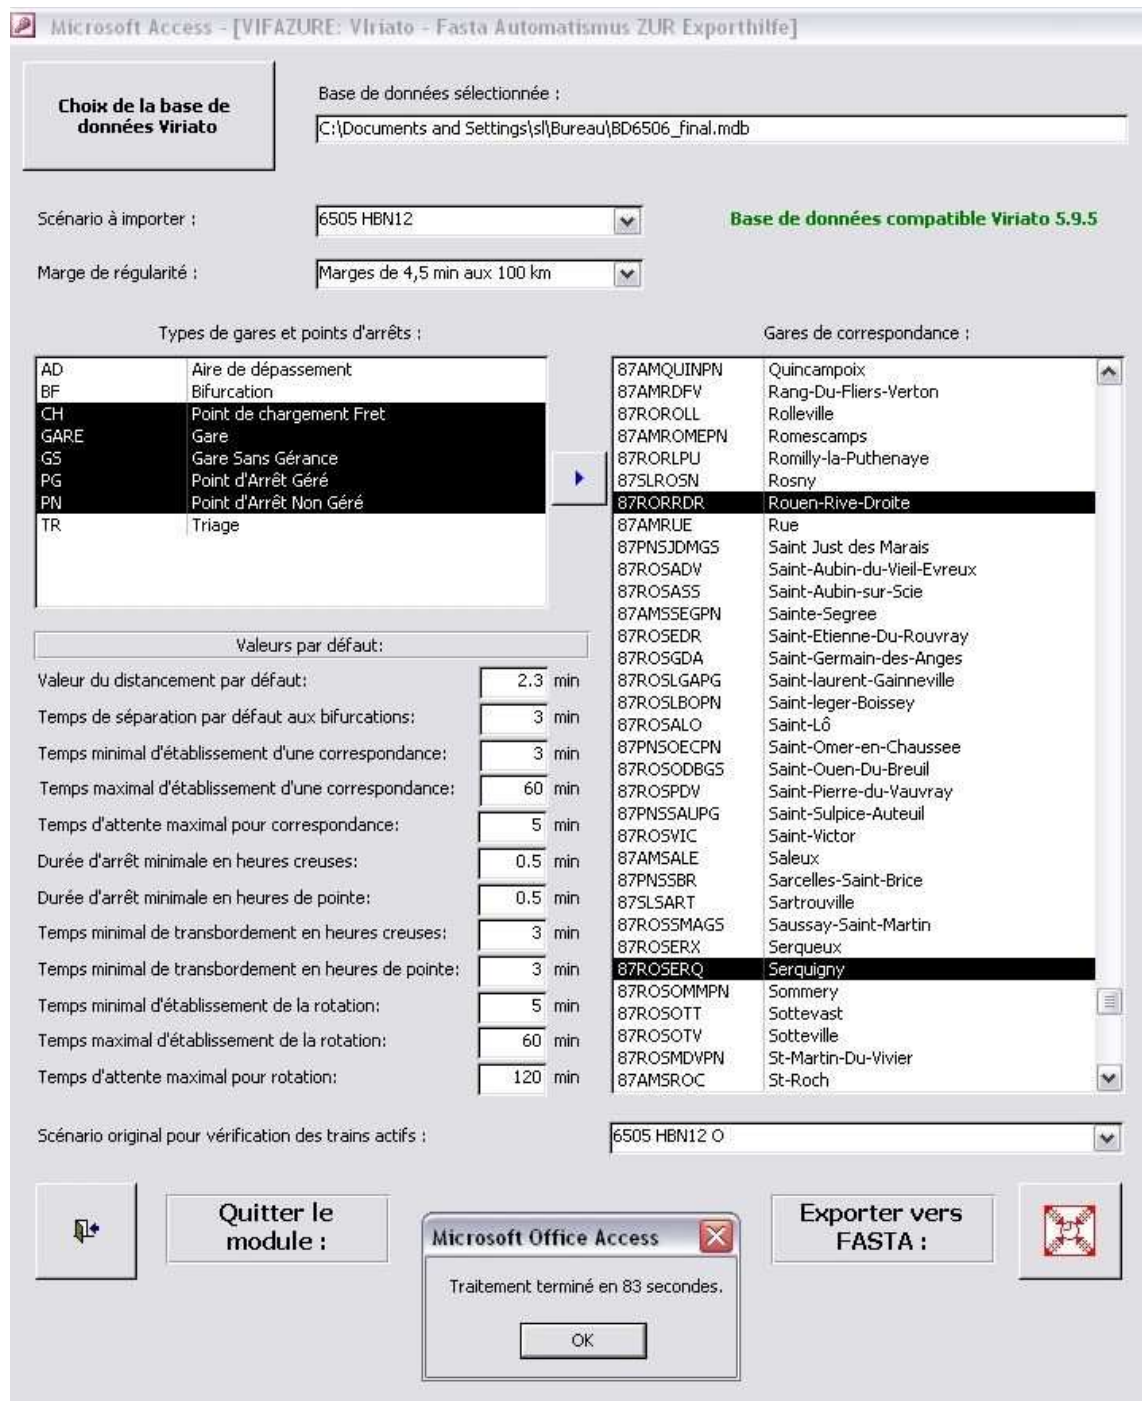 Microsoft Access - [VIFAZURE: VIriato - Fasta Automatismus ZUR Exporthilfe]
Choix de la base de
données Viriato
Base de données sélectionnée :
C:\Documents and Settings\sl\Bureau\BD6506_final.mdb
Scénario à importer :
6505 HBN12
Base de données compatible Viriato 5.9.5
Marge de régularité :
Marges de 4,5 min aux 100 km
Types de gares et points d'arrêts :
AD Aire de dépassement
BF Bifurcation
CH Point de chargement Fret
GARE Gare
GS Gare Sans Gérance
PG Point d'Arrêt Géré
PN Point d'Arrêt Non Géré
TR Triage
Gares de correspondance :
87AMQUINPN Quincampoix
87AMRDFV Rang-Du-Fliers-Verton
87ROROLL Rolleville
87AMROMEPN Romescamps
87RORLPU Romilly-la-Puthenaye
87SLROSN Rosny
87RORRDR Rouen-Rive-Droite
87AMRUE Rue
87PNSJDMGS Saint Just des Marais
87ROSADV Saint-Aubin-du-Vieil-Evreux
87ROSASS Saint-Aubin-sur-Scie
87AMSSEGPN Sainte-Segree
87ROSEDR Saint-Etienne-Du-Rouvray
87ROSGDA Saint-Germain-des-Anges
87ROSLGAPG Saint-laurent-Gainneville
87ROSLBOPN Saint-leger-Boissey
87ROSALO Saint-Lô
87PNSOECPN Saint-Omer-en-Chaussee
87ROSODBGS Saint-Ouen-Du-Breuil
87ROSPDV Saint-Pierre-du-Vauvray
87PNSSAUPG Saint-Sulpice-Auteuil
87ROSVIC Saint-Victor
87AMSALE Saleux
87PNSSBR Sarcelles-Saint-Brice
87SLSART Sartrouville
87ROSSMAGS Saussay-Saint-Martin
87ROSERX Serqueux
87ROSERQ Serquigny
87ROSOMMPN Sommery
87ROSOTT Sottevast
87ROSOTV Sotteville
87ROSMDVPN St-Martin-Du-Vivier
87AMSROC St-Roch
Valeurs par défaut:
Valeur du distancement par défaut: 2.3 min
Temps de séparation par défaut aux bifurcations: 3 min
Temps minimal d'établissement d'une correspondance: 3 min
Temps maximal d'établissement d'une correspondance: 60 min
Temps d'attente maximal pour correspondance: 5 min
Durée d'arrêt minimale en heures creuses: 0.5 min
Durée d'arrêt minimale en heures de pointe: 0.5 min
Temps minimal de transbordement en heures creuses: 3 min
Temps minimal de transbordement en heures de pointe: 3 min
Temps minimal d'établissement de la rotation: 5 min
Temps maximal d'établissement de la rotation: 60 min
Temps d'attente maximal pour rotation: 120 min
Scénario original pour vérification des trains actifs :
6505 HBN12 O
Quitter le
module :
Microsoft Office Access
Traitement terminé en 83 secondes.
OK
Exporter vers
FASTA :